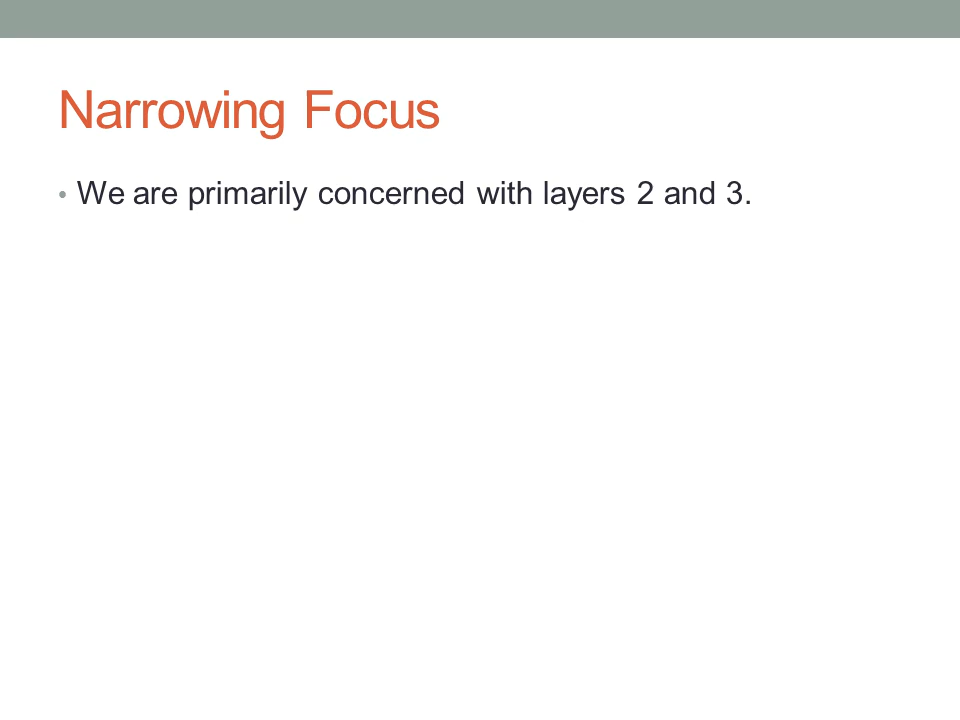 Narrowing Focus
• We are primarily concerned with layers 2 and 3.